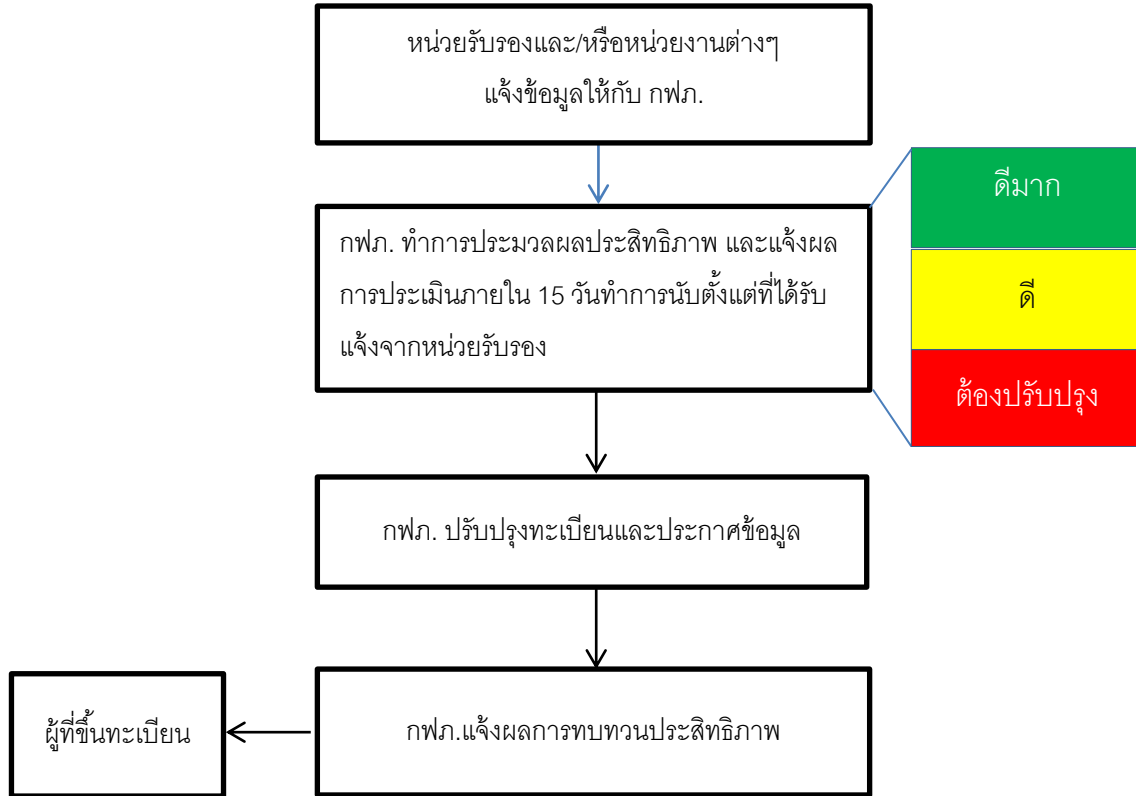 หน่วยรับรองและ/หรือหน่วยงานต่างๆ
แจ้งข้อมูลให้กับ กฟภ.
กฟภ. ทำการประมวลผลประสิทธิภาพ และแจ้งผล
การประเมินภายใน 15 วันทำการนับตั้งแต่ที่ได้รับ
แจ้งจากหน่วยรับรอง
ดีมาก
ดี
ต้องปรับปรุง
กฟภ. ปรับปรุงทะเบียนและประกาศข้อมูล
กฟภ.แจ้งผลการทบทวนประสิทธิภาพ
ผู้ที่ขึ้นทะเบียน